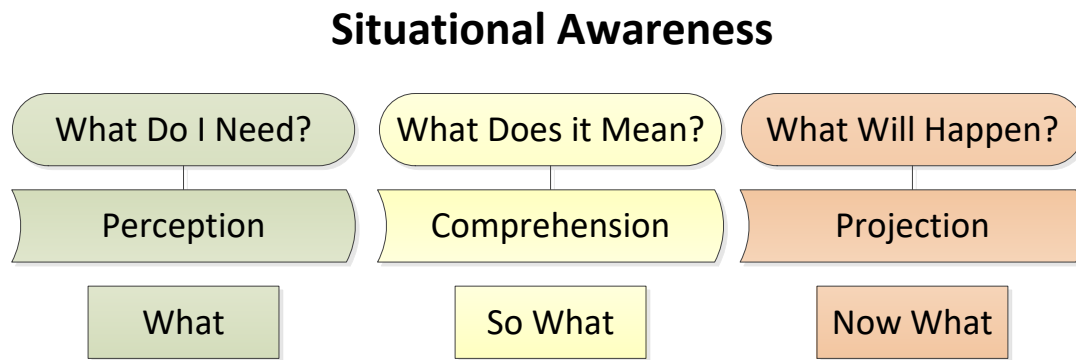 Situational Awareness
What Do I Need?
What Does it Mean?
What Will Happen?
Perception
Comprehension
Projection
What
So What
Now What